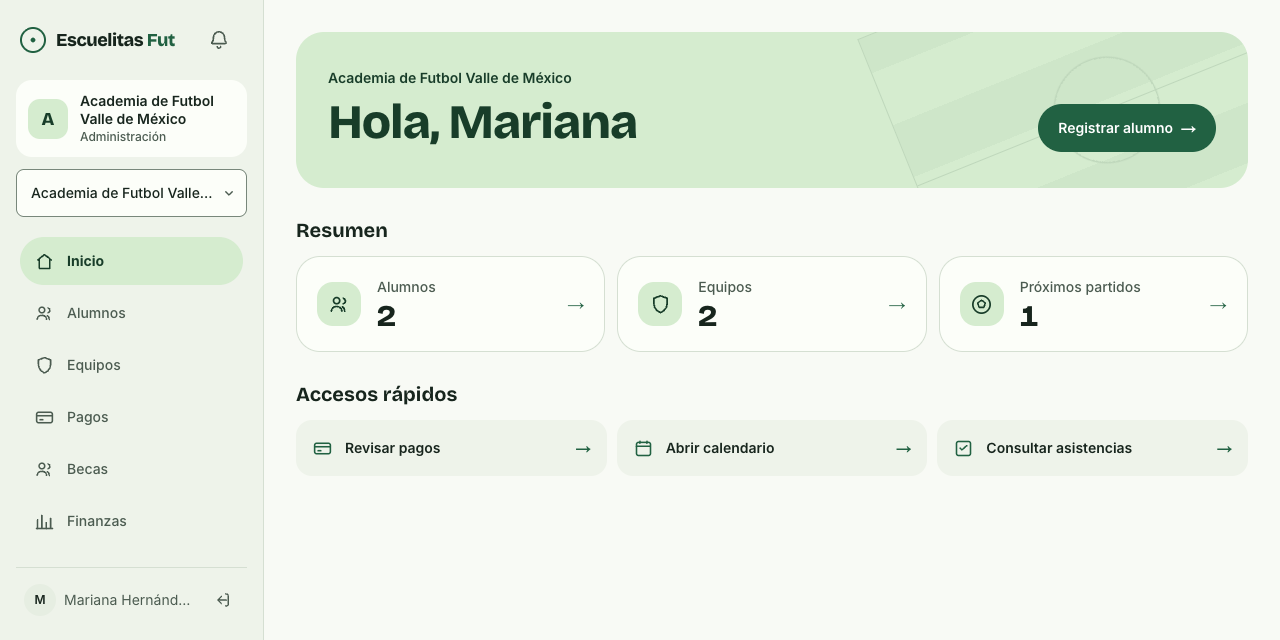 Escuelitas Fut
A
Academia de Futbol
Valle de México
Administración
Academia de Futbol Valle...
Inicio
Alumnos
Equipos
Pagos
Becas
Finanzas
M
Mariana Hernánd...
Academia de Futbol Valle de México
Hola, Mariana
Registrar alumno →
Resumen
Alumnos
2
→
Equipos
2
→
Próximos partidos
1
→
Accesos rápidos
Revisar pagos →
Abrir calendario →
Consultar asistencias →